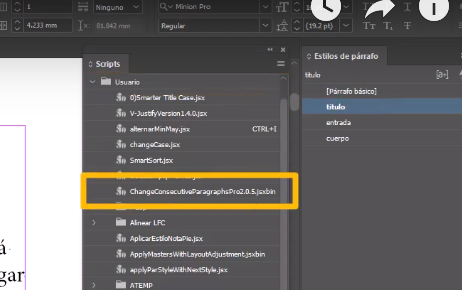 Ninguno
Minion Pro
4.233 mm
81.842 mm
Regular
(19.2 pt)
Scripts
Usuario
0)Smarter Title Case.jsx
V-JustifyVersion1.4.0.jsx
alternarMinMay.jsx
CTRL+I
changeCase.jsx
SmartSort.jsx
ChangeConsecutiveParagraphsPro2.0.5.jsxbin
Alinear LFC
AplicarEstiloNotaPie.jsx
ApplyMastersWithLayoutAdjustment.jsxbin
applyParStyleWithNextStyle.jsx
ATEMP
Estilos de párrafo
titulo
[a+]
[Párrafo básico]
titulo
entrada
cuerpo
á
gar